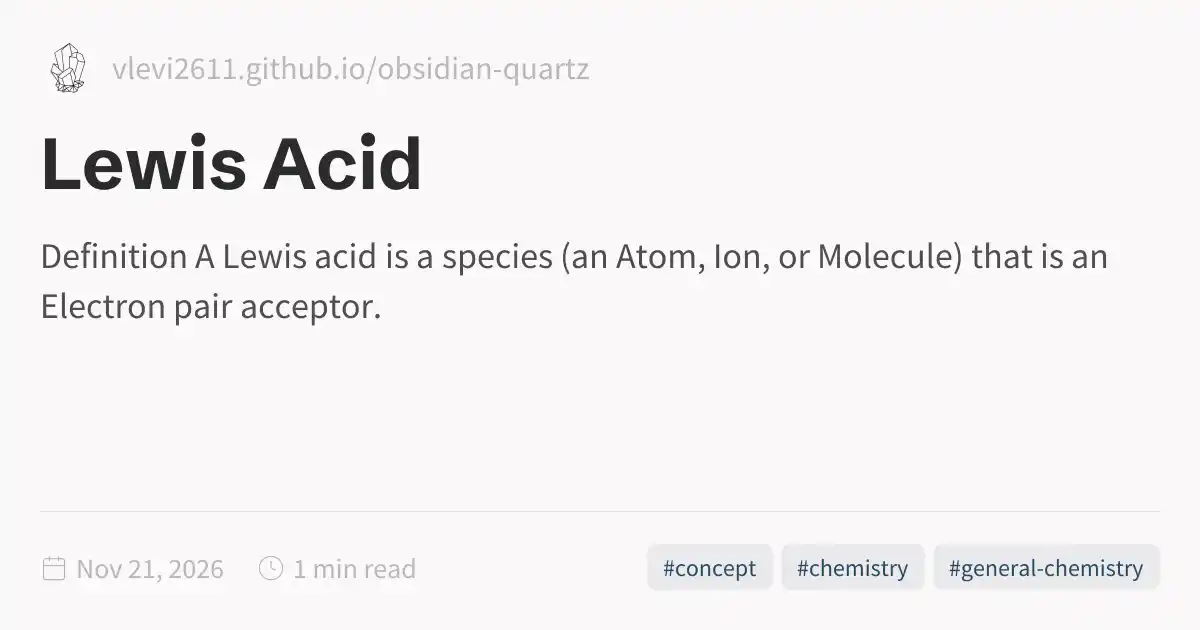 vlevi2611.github.io/obsidian-quartz
Lewis Acid
Definition A Lewis acid is a species (an Atom, Ion, or Molecule) that is an
Electron pair acceptor.
Nov 21, 2026 1 min read #concept #chemistry #general-chemistry